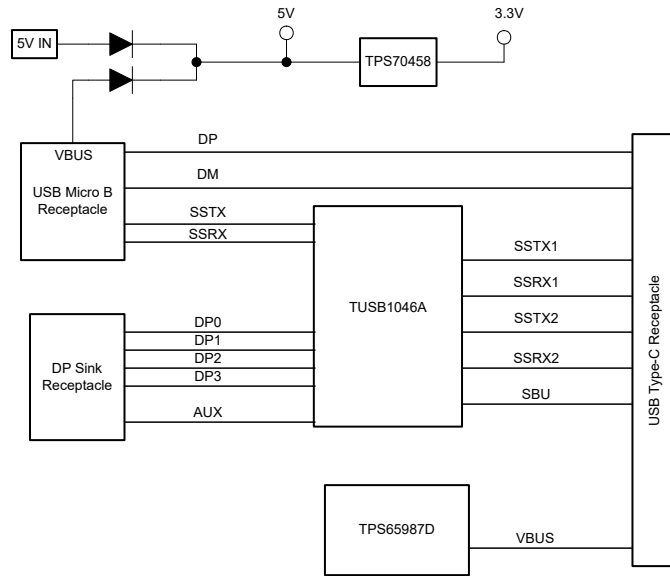 5V
3.3V
5V IN
TPS70458
VBUS
USB Micro B
Receptacle
DP
DM
SSTX
SSRX
TUSB1046A
SSTX1
SSRX1
SSTX2
SSRX2
SBU
DP Sink
Receptacle
DP0
DP1
DP2
DP3
AUX
USB Type-C Receptacle
TPS65987D
VBUS